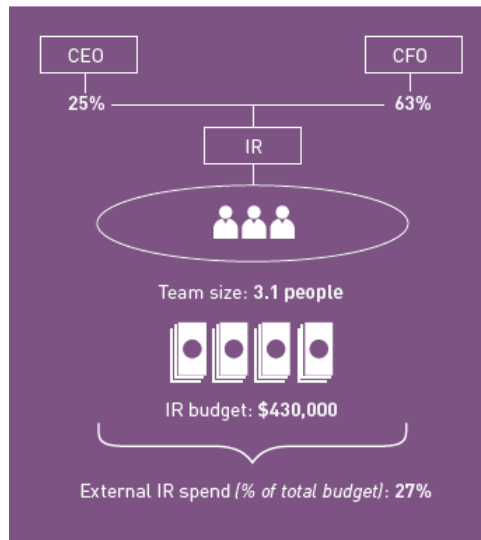 CEO
CFO
25%
63%
IR
Team size: 3.1 people
IR budget: $430,000
External IR spend (% of total budget): 27%